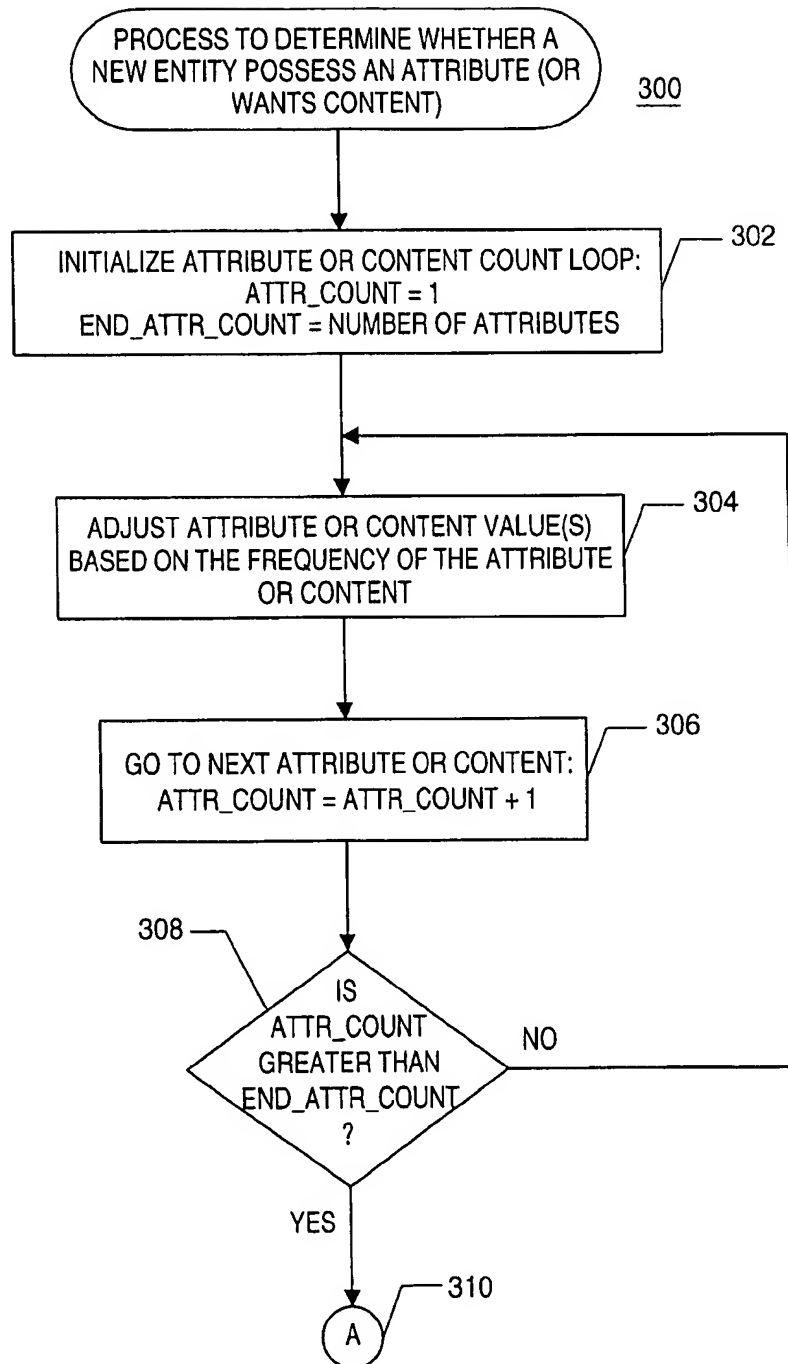 PROCESS TO DETERMINE WHETHER A
NEW ENTITY POSSESS AN ATTRIBUTE (OR
WANTS CONTENT)
300
302
INITIALIZE ATTRIBUTE OR CONTENT COUNT LOOP:
ATTR_COUNT = 1
END_ATTR_COUNT = NUMBER OF ATTRIBUTES
304
ADJUST ATTRIBUTE OR CONTENT VALUE(S)
BASED ON THE FREQUENCY OF THE ATTRIBUTE
OR CONTENT
306
GO TO NEXT ATTRIBUTE OR CONTENT:
ATTR_COUNT = ATTR_COUNT + 1
308
IS
ATTR_COUNT
GREATER THAN
END_ATTR_COUNT
?
NO
YES
A
310